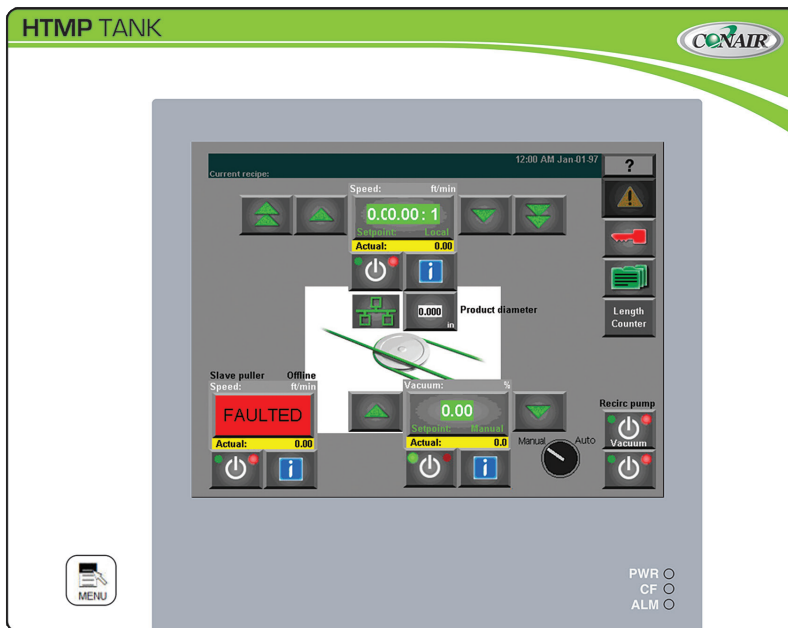 HTMP TANK
CONAIR
12:00 AM Jan-01-97
?
Current recipe:
Speed: ft/min
0.00.00 : 1
Setpoint: Local
Actual: 0.00
i
0.000
in
Product diameter
Length
Counter
Slave puller Offline
Speed: ft/min
FAULTED
Actual: 0.00
i
Vacuum: %
0.00
Setpoint: Manual
Actual: 0.0
i
Manual Auto
Recirc pump
Vacuum
MENU
PWR
CF
ALM